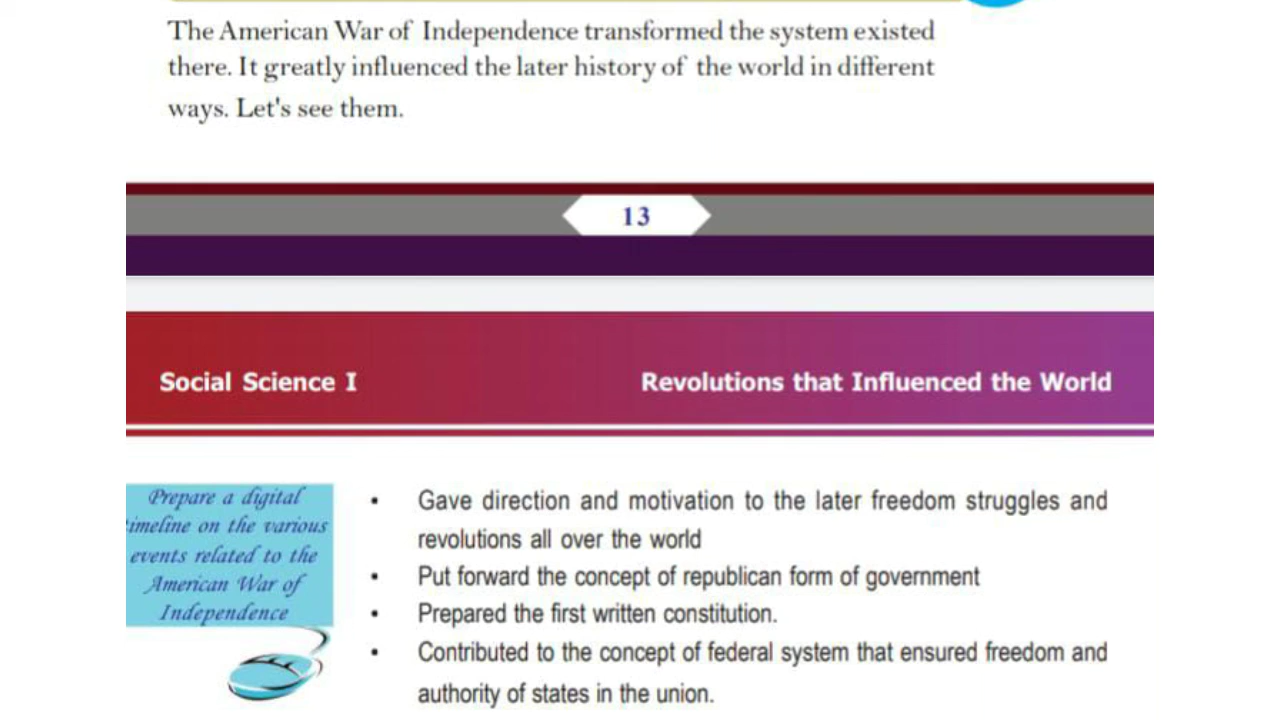 The American War of Independence transformed the system existed
there. It greatly influenced the later history of the world in different
ways. Let's see them.
13
Social Science I
Revolutions that Influenced the World
Prepare a digital
timeline on the various
events related to the
American War of
Independence
• Gave direction and motivation to the later freedom struggles and
revolutions all over the world
• Put forward the concept of republican form of government
• Prepared the first written constitution.
• Contributed to the concept of federal system that ensured freedom and
authority of states in the union.